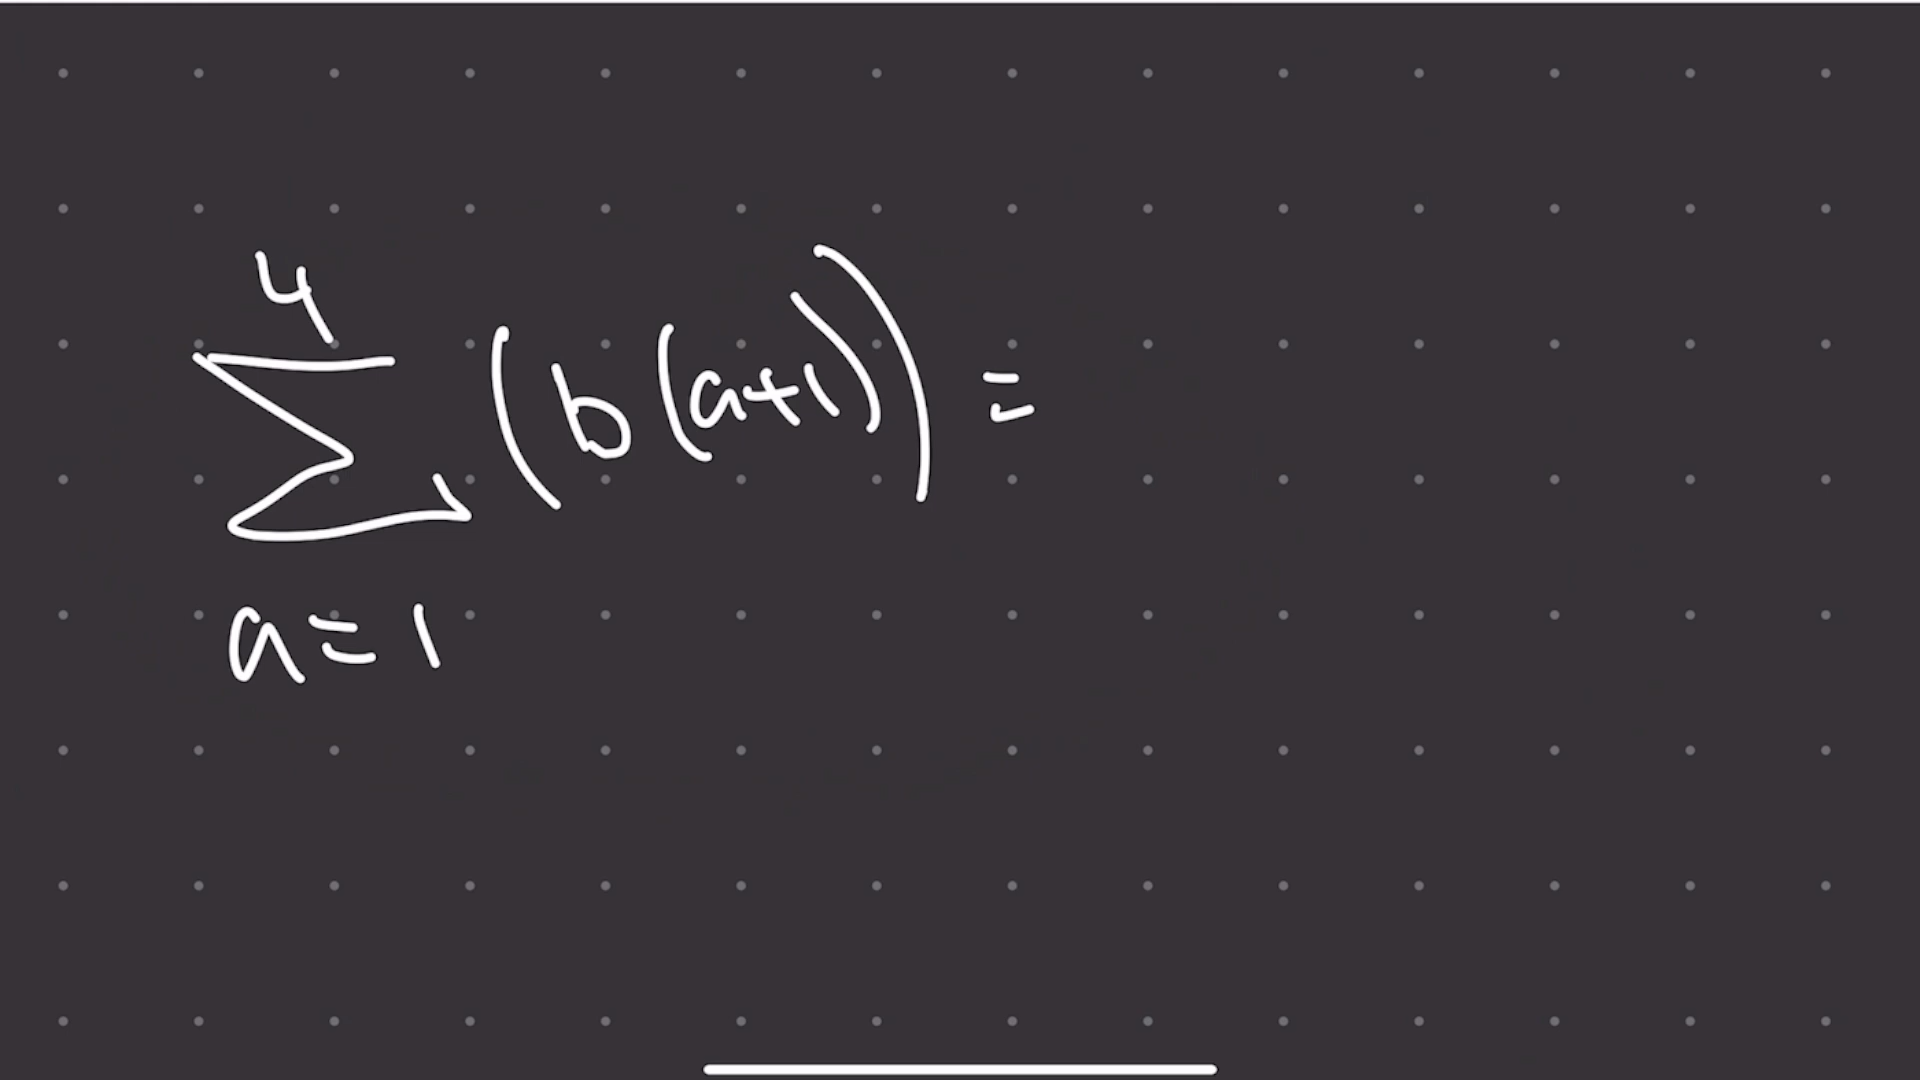 4
∑ (b(a+1)) =
a=1